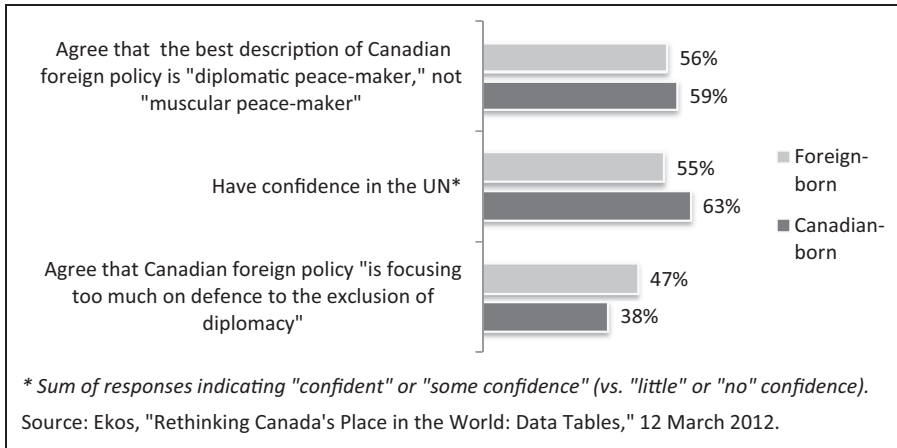 Agree that the best description of Canadian
foreign policy is "diplomatic peace-maker," not
"muscular peace-maker"
56%
59%
Have confidence in the UN*
55%
63%
Foreign-
born
Canadian-
born
Agree that Canadian foreign policy "is focusing
too much on defence to the exclusion of
diplomacy"
47%
38%
* Sum of responses indicating "confident" or "some confidence" (vs. "little" or "no" confidence).
Source: Ekos, "Rethinking Canada's Place in the World: Data Tables," 12 March 2012.